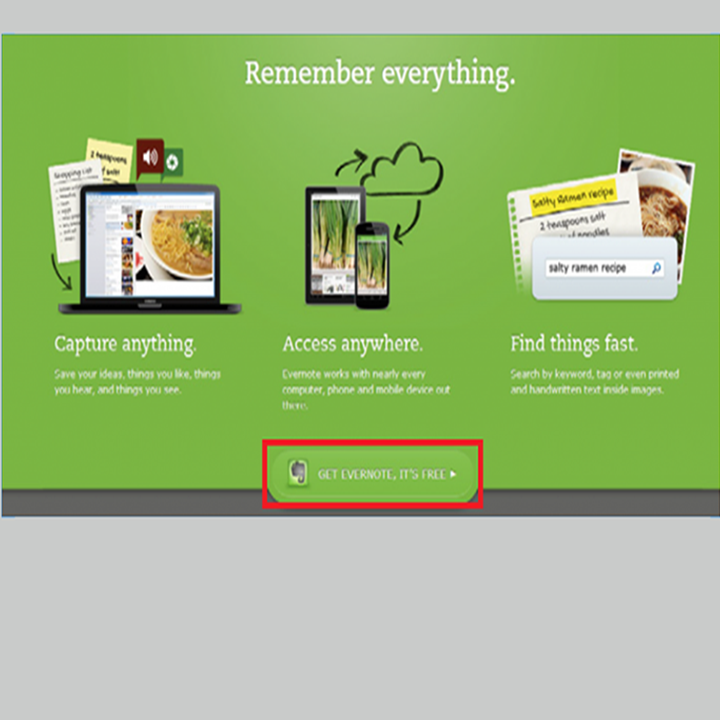 Remember everything.
2 teaspoons
Shopping List
Salty Ramen recipe
2 teaspoons salt
of noodles
salty ramen recipe
Capture anything.
Access anywhere.
Find things fast.
Save your ideas, things you like, things
you hear, and things you see.
Evernote works with nearly every
computer, phone and mobile device out
there.
Search by keyword, tag or even printed
and handwritten text inside images.
GET EVERNOTE, IT'S FREE